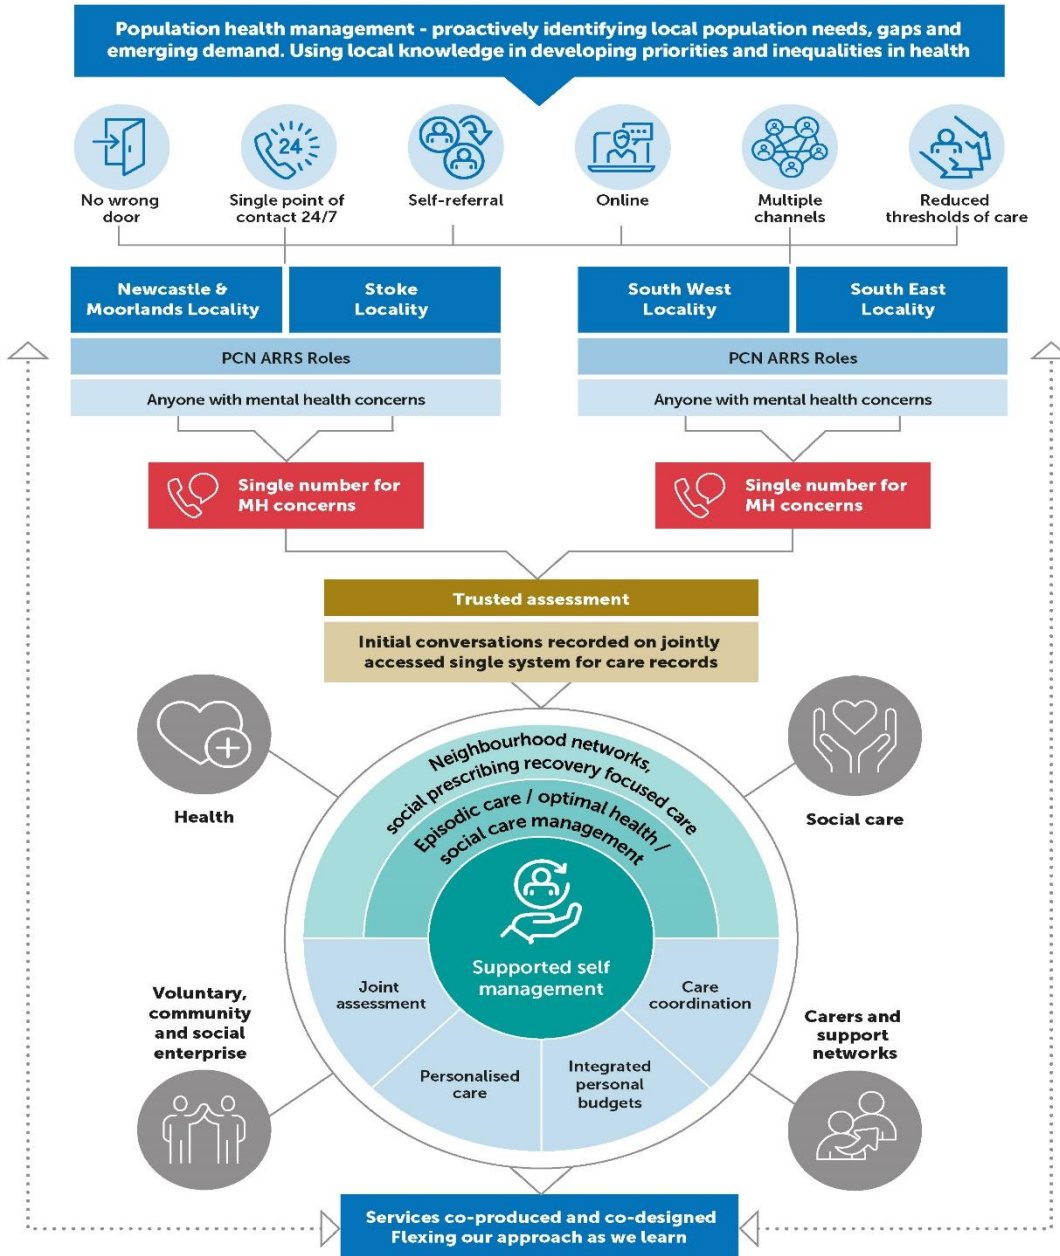 Population health management - proactively identifying local population needs, gaps and
emerging demand. Using local knowledge in developing priorities and inequalities in health
24
No wrong
door
Single point of
contact 24/7
Self-referral
Online
Multiple
channels
Reduced
thresholds of care
Newcastle &
Moorlands Locality
Stoke
Locality
South West
Locality
South East
Locality
PCN ARRS Roles
PCN ARRS Roles
Anyone with mental health concerns
Anyone with mental health concerns
Single number for
MH concerns
Single number for
MH concerns
Trusted assessment
Initial conversations recorded on jointly
accessed single system for care records
Health
Social care
Neighbourhood networks,
social prescribing recovery focused care
Episodic care / optimal health /
social care management
Supported self
management
Joint
assessment
Care
coordination
Personalised
care
Integrated
personal
budgets
Voluntary,
community
and social
enterprise
Carers and
support
networks
Services co-produced and co-designed
Flexing our approach as we learn